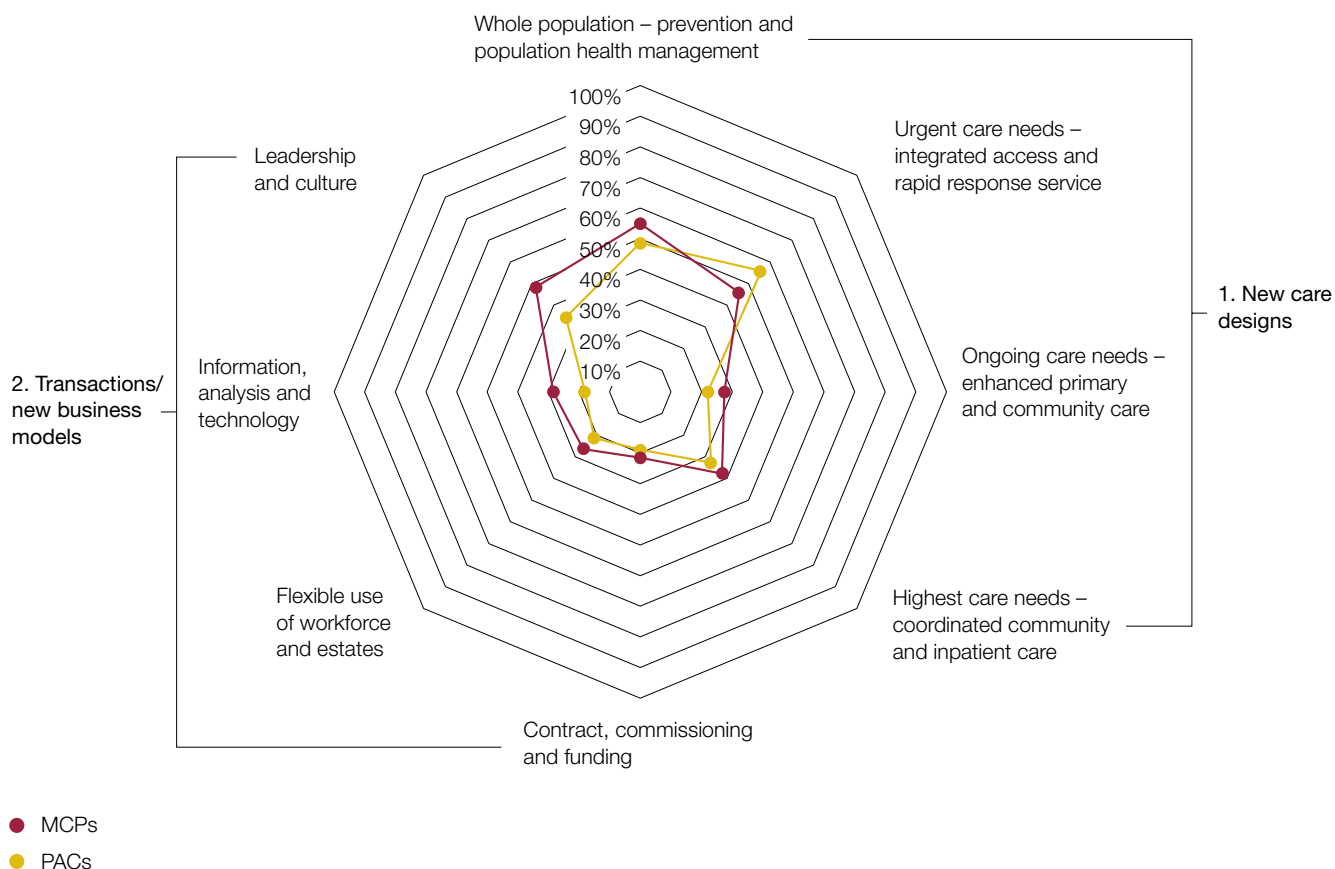 Whole population – prevention and
population health management
100%
90%
80%
70%
60%
50%
40%
30%
20%
10%
Urgent care needs –
integrated access and
rapid response service
1. New care
designs
Ongoing care needs –
enhanced primary
and community care
Highest care needs –
coordinated community
and inpatient care
Contract, commissioning
and funding
Flexible use
of workforce
and estates
Information,
analysis and
technology
Leadership
and culture
2. Transactions/
new business
models
MCPs
PACs